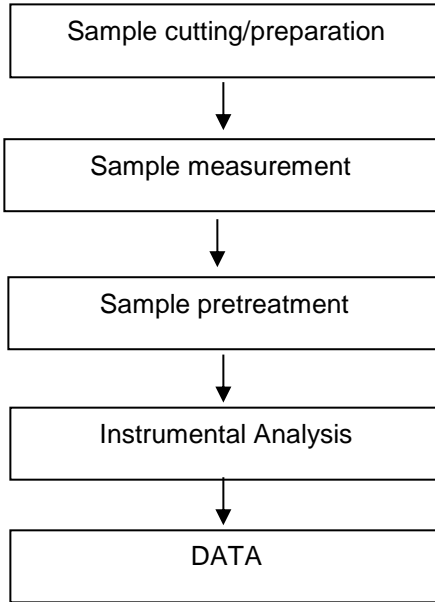 Sample cutting/preparation
Sample measurement
Sample pretreatment
Instrumental Analysis
DATA